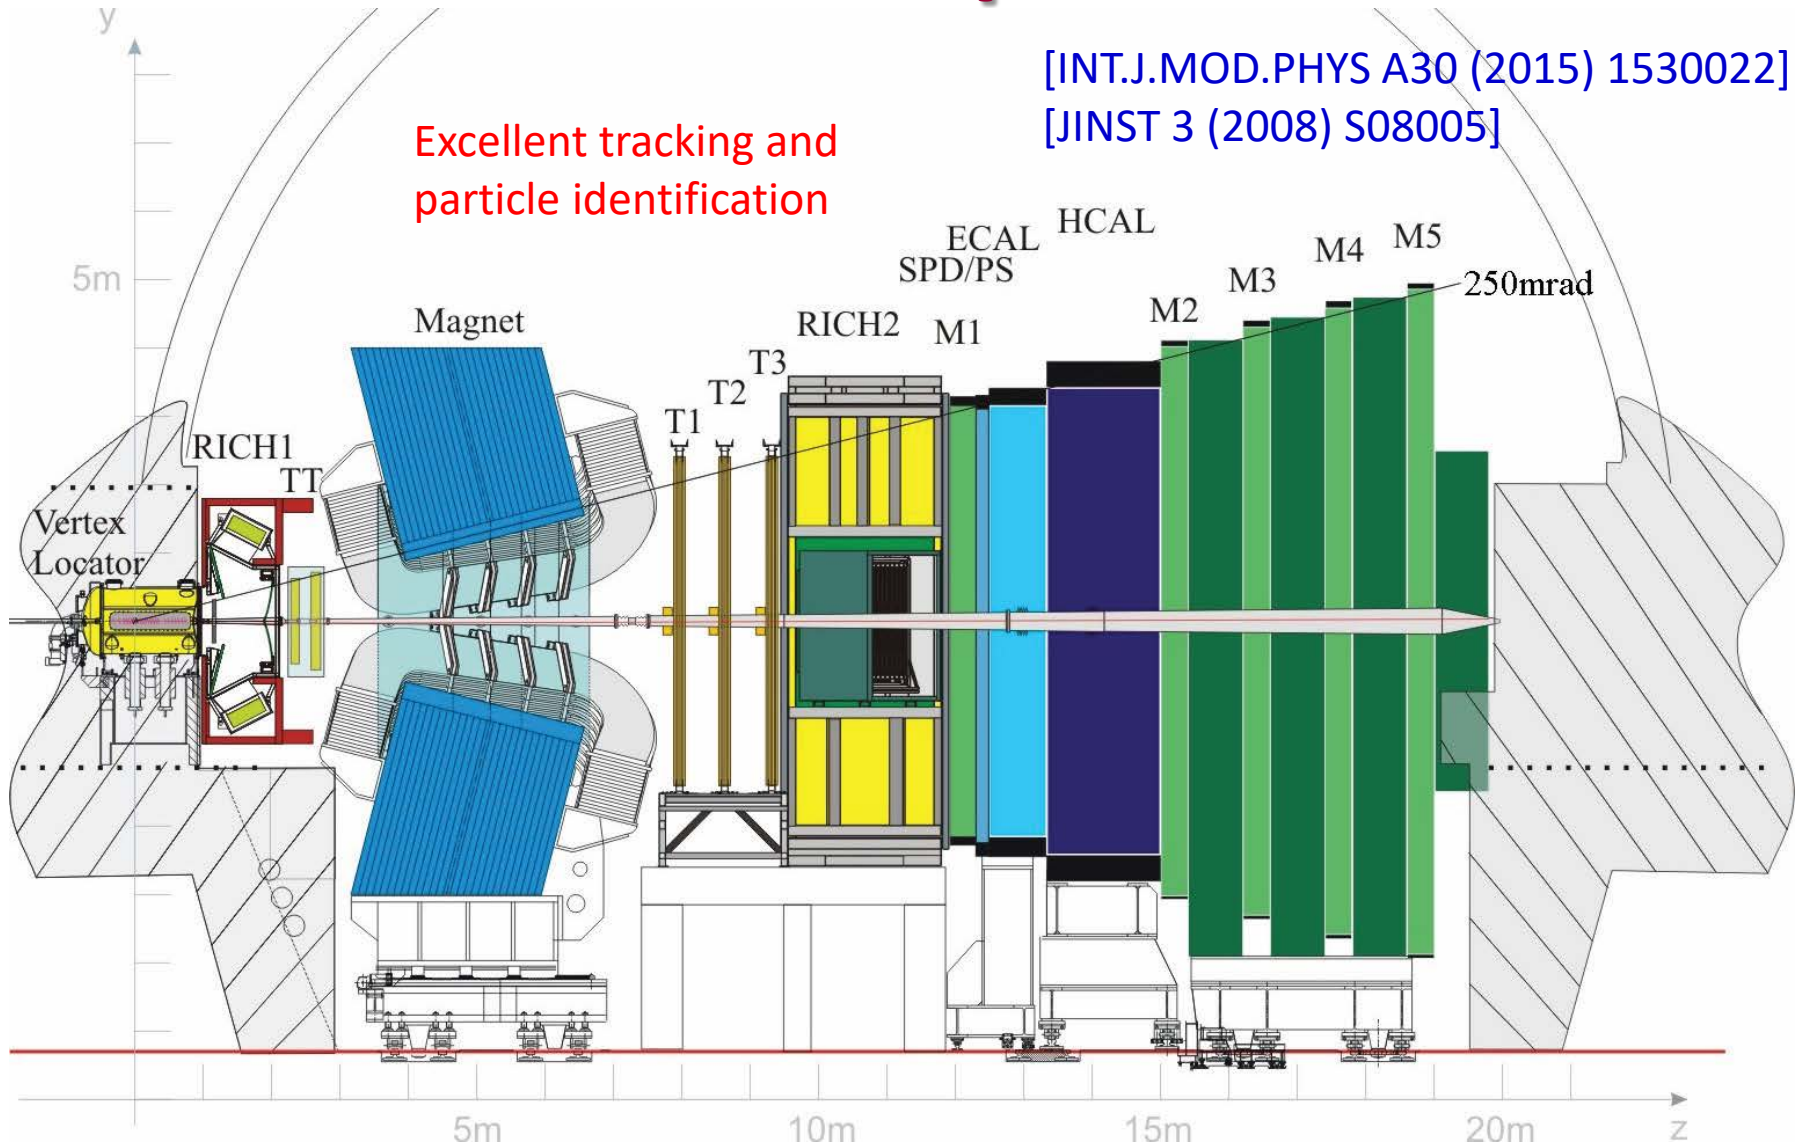 y
[INT.J.MOD.PHYS A30 (2015) 1530022]
[JINST 3 (2008) S08005]
Excellent tracking and
particle identification
5m
Magnet
RICH1
TT
Vertex
Locator
T1
T2
T3
RICH2
M1
SPD/PS
ECAL
HCAL
M2
M3
M4
M5
250mrad
5m
10m
15m
20m
z